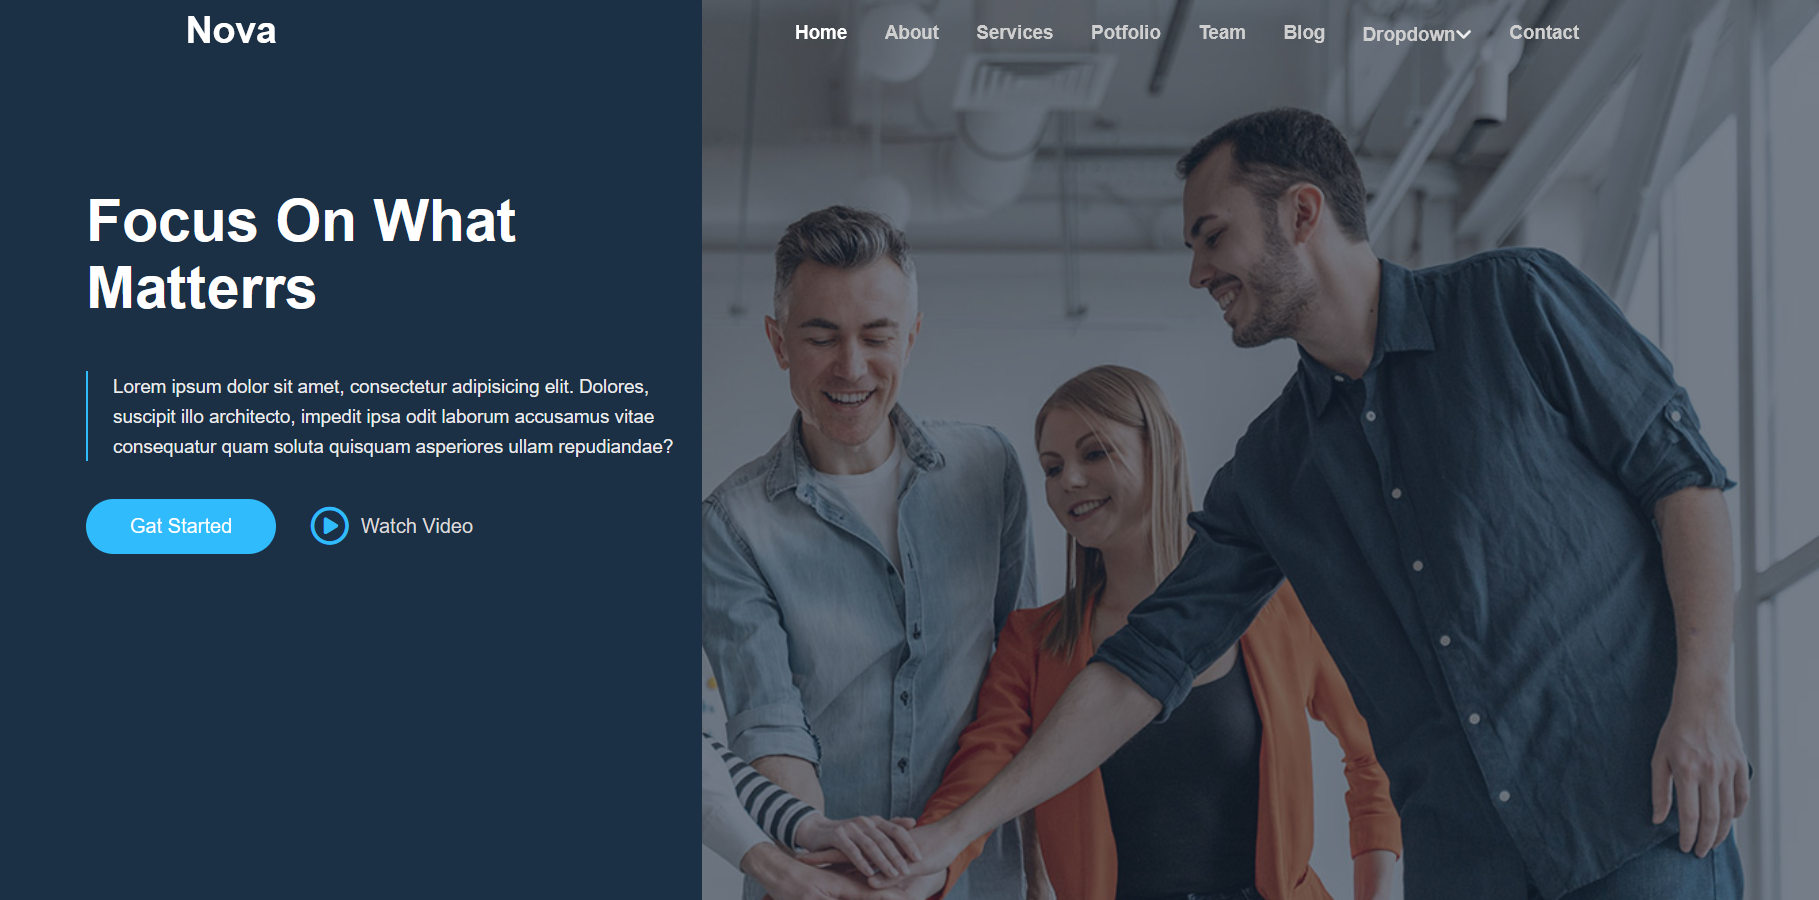 Nova
Home About Services Potfolio Team Blog Dropdown Contact
Focus On What
Matterrs
Lorem ipsum dolor sit amet, consectetur adipisicing elit. Dolores,
suscipit illo architecto, impedit ipsa odit laborum accusamus vitae
consequatur quam soluta quisquam asperiores ullam repudiandae?
Gat Started
Watch Video